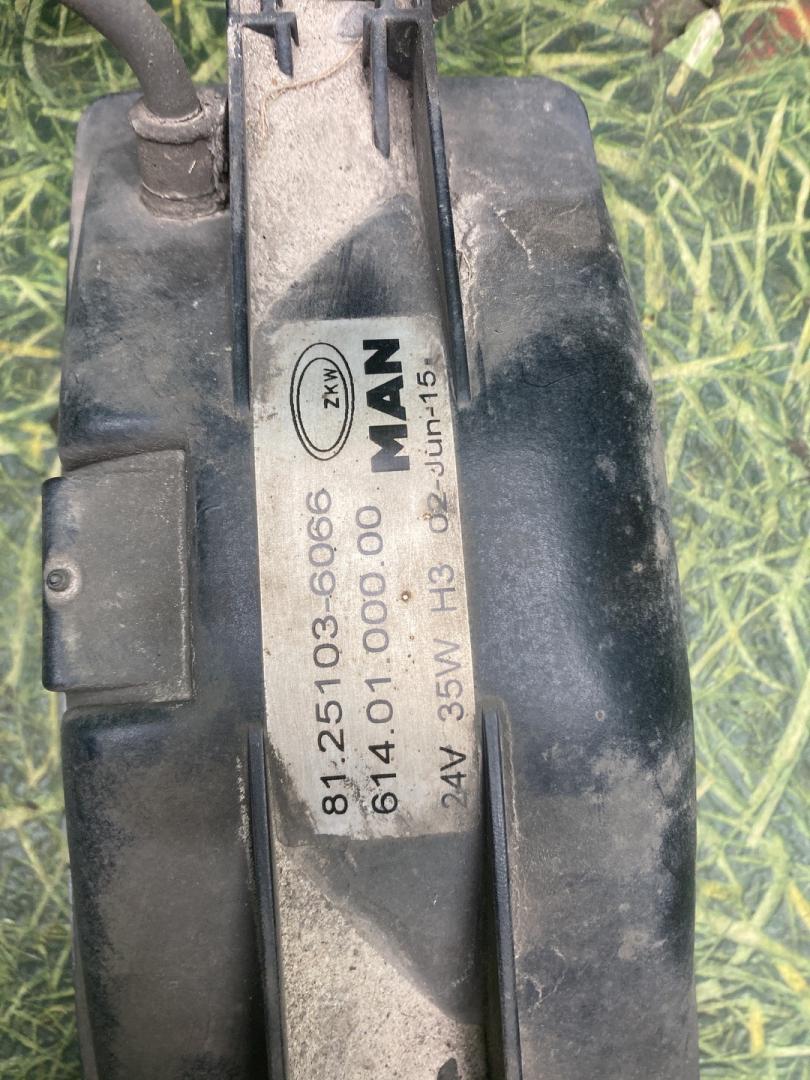 81.25103-6066 ZKW
614.01.000.00 MAN
24V 35W H3 02-Jun-15